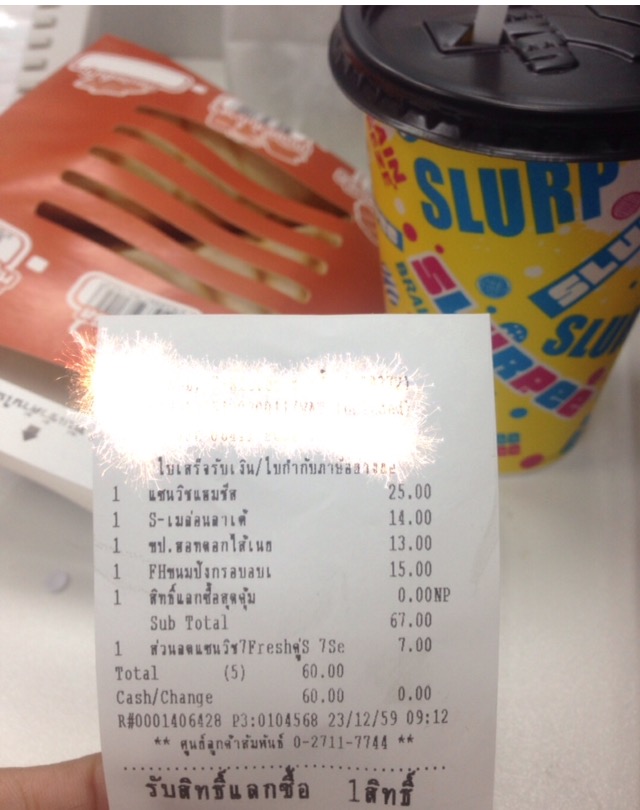 SLURP
SLURPEE
SLURP
ใบเสร็จรับเงิน/ใบกำกับภาษีอย่างย่อ
1 แซนวิชแฮมชีส 25.00
1 S-เมล่อนลาเต้ 14.00
1 ซป.ฮอทดอกไส้เนย 13.00
1 FHขนมปังกรอบอบเ 15.00
1 สิทธิ์แลกซื้อสุดคุ้ม 0.00NP
Sub Total 67.00
1 ส่วนลดแซนวิช7Freshคู่S 7Se 7.00
Total (5) 60.00
Cash/Change 60.00 0.00
R#0001406428 P3:0104568 23/12/59 09:12
** ศูนย์ลูกค้าสัมพันธ์ 0-2711-7744 **
รับสิทธิ์แลกซื้อ 1สิทธิ์